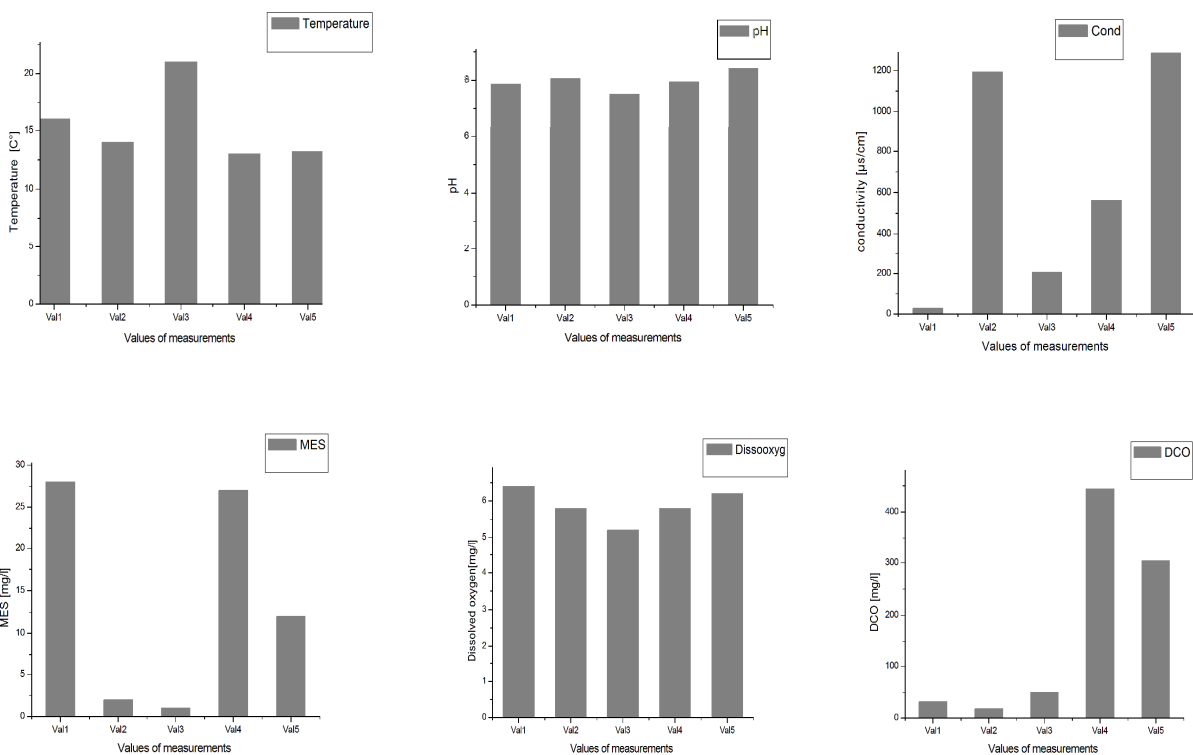 Temperature
Temperature [C°]
20
15
10
5
0
Val1 Val2 Val3 Val4 Val5
Values of measurements
pH
pH
8
6
4
2
0
Val1 Val2 Val3 Val4 Val5
Values of measurements
Cond
conductivity [µs/cm]
1200
1000
800
600
400
200
0
Val1 Val2 Val3 Val4 Val5
Values of measurements
MES
MES [mg/l]
30
25
20
15
10
5
0
Val1 Val2 Val3 Val4 Val5
Values of measurements
Dissooxyg
Dissolved oxygen[mg/l]
6
5
4
3
2
1
0
Val1 Val2 Val3 Val4 Val5
Values of measurements
DCO
DCO [mg/l]
400
300
200
100
0
Val1 Val2 Val3 Val4 Val5
Values of measurements